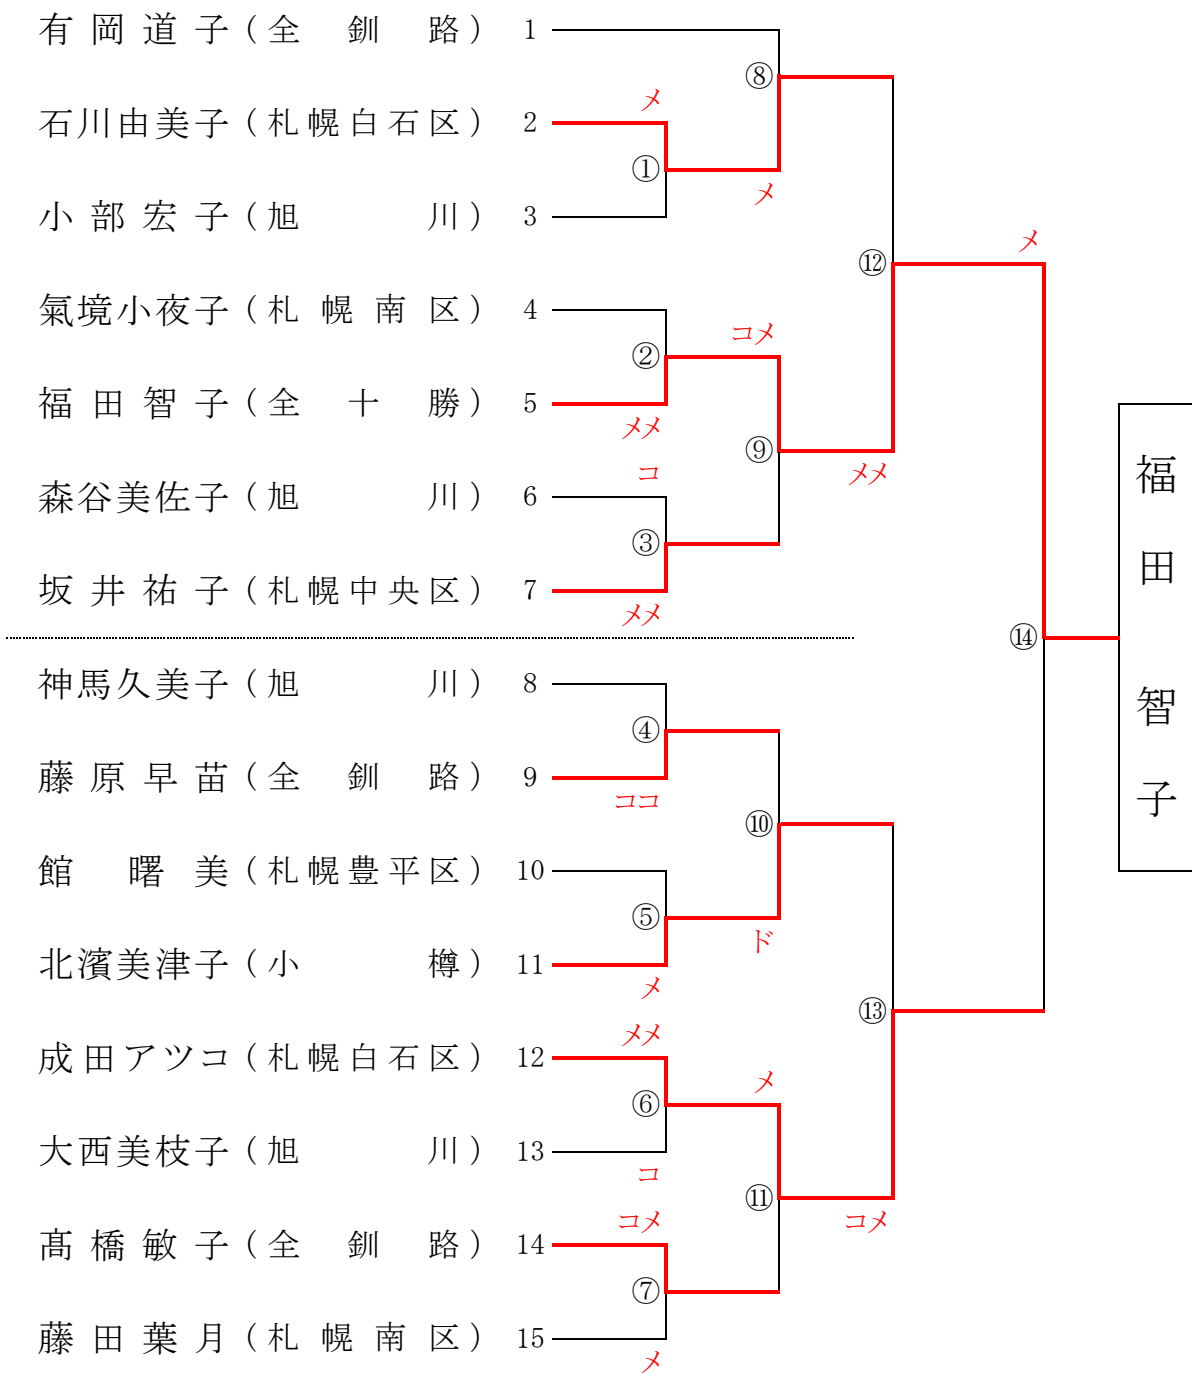 有岡道子(全釧路) 1
⑧
メ
石川由美子(札幌白石区) 2
①
メ
小部宏子(旭川) 3
メ
⑫
氣境小夜子(札幌南区) 4
コメ
②
福田智子(全十勝) 5
メメ
⑨
コ
メメ
森谷美佐子(旭川) 6
③
坂井祐子(札幌中央区) 7
メメ
⑭
福田智子
神馬久美子(旭川) 8
④
藤原早苗(全釧路) 9
ココ
⑩
館曙美(札幌豊平区) 10
⑤
ド
北濱美津子(小樽) 11
メ
⑬
メメ
成田アツコ(札幌白石区) 12
メ
⑥
大西美枝子(旭川) 13
コ
⑪
コメ
コメ
髙橋敏子(全釧路) 14
⑦
藤田葉月(札幌南区) 15
メ